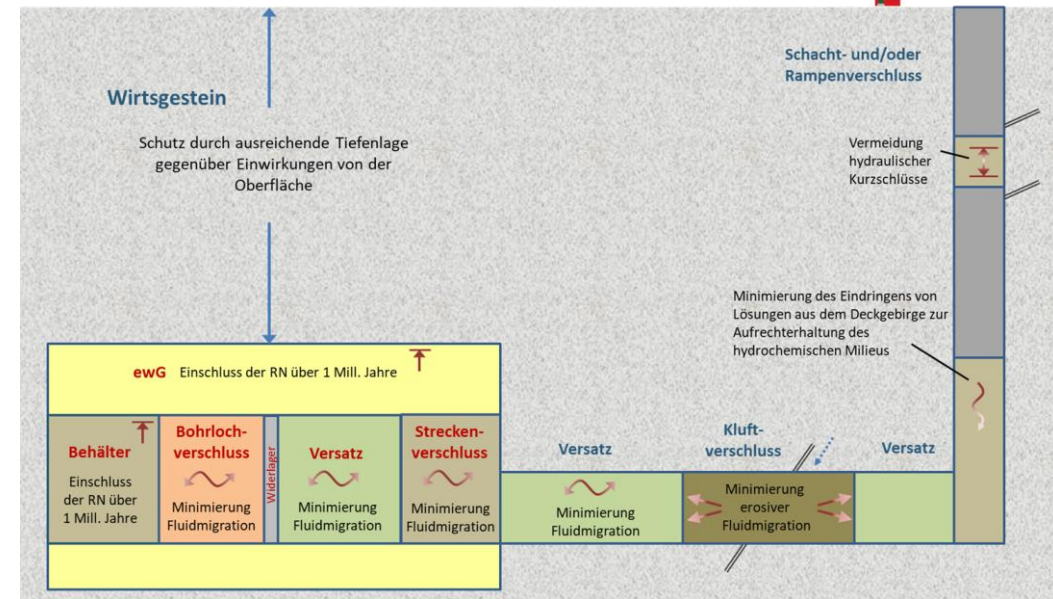 Schacht- und/oder
Rampenverschluss
Wirtsgestein
Schutz durch ausreichende Tiefenlage
gegenüber Einwirkungen von der
Oberfläche
Vermeidung
hydraulischer
Kurzschlüsse
Minimierung des Eindringens von
Lösungen aus dem Deckgebirge zur
Aufrechterhaltung des
hydrochemischen Milieus
ewG Einschluss der RN über 1 Mill. Jahre
Behälter
Einschluss
der RN über
1 Mill. Jahre
Bohrloch-
verschluss
Minimierung
Fluidmigration
Widerlager
Versatz
Minimierung
Fluidmigration
Strecken-
verschluss
Minimierung
Fluidmigration
Versatz
Minimierung
Fluidmigration
Kluft-
verschluss
Minimierung
erosiver
Fluidmigration
Versatz